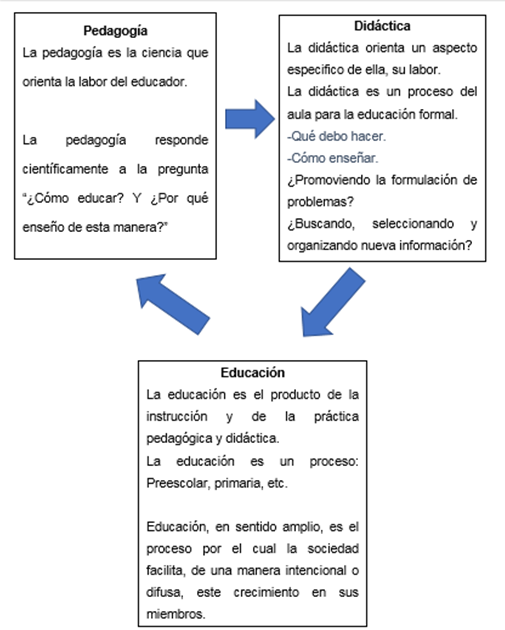 Pedagogía
La pedagogía es la ciencia que
orienta la labor del educador.
La pedagogía responde
científicamente a la pregunta
“¿Cómo educar? Y ¿Por qué
enseño de esta manera?”
Didáctica
La didáctica orienta un aspecto
especifico de ella, su labor.
La didáctica es un proceso del
aula para la educación formal.
-Qué debo hacer.
-Cómo enseñar.
¿Promoviendo la formulación de
problemas?
¿Buscando, seleccionando y
organizando nueva información?
Educación
La educación es el producto de la
instrucción y de la práctica
pedagógica y didáctica.
La educación es un proceso:
Preescolar, primaria, etc.
Educación, en sentido amplio, es el
proceso por el cual la sociedad
facilita, de una manera intencional o
difusa, este crecimiento en sus
miembros.